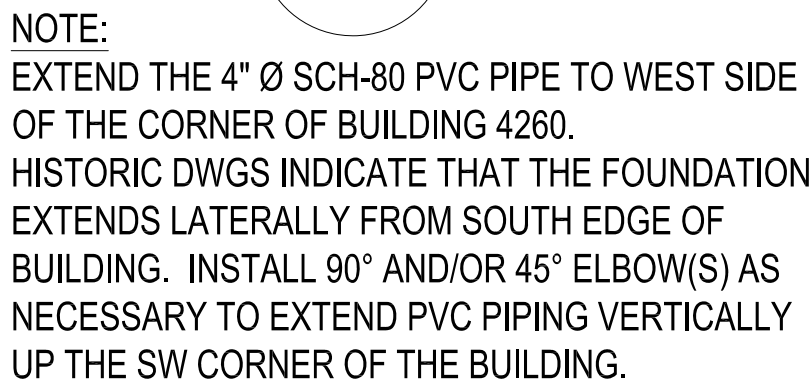 NOTE:
EXTEND THE 4" Ø SCH-80 PVC PIPE TO WEST SIDE
OF THE CORNER OF BUILDING 4260.
HISTORIC DWGS INDICATE THAT THE FOUNDATION
EXTENDS LATERALLY FROM SOUTH EDGE OF
BUILDING.  INSTALL 90° AND/OR 45° ELBOW(S) AS
NECESSARY TO EXTEND PVC PIPING VERTICALLY
UP THE SW CORNER OF THE BUILDING.